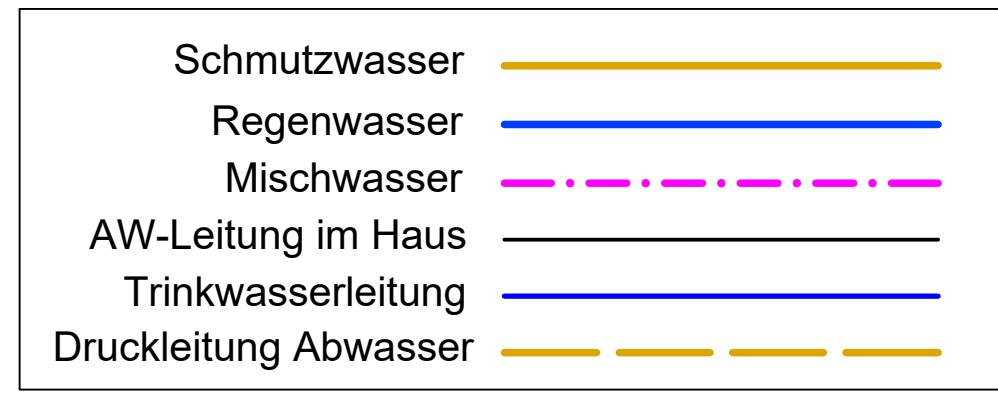 Schmutzwasser
Regenwasser
Mischwasser
AW-Leitung im Haus
Trinkwasserleitung
Druckleitung Abwasser